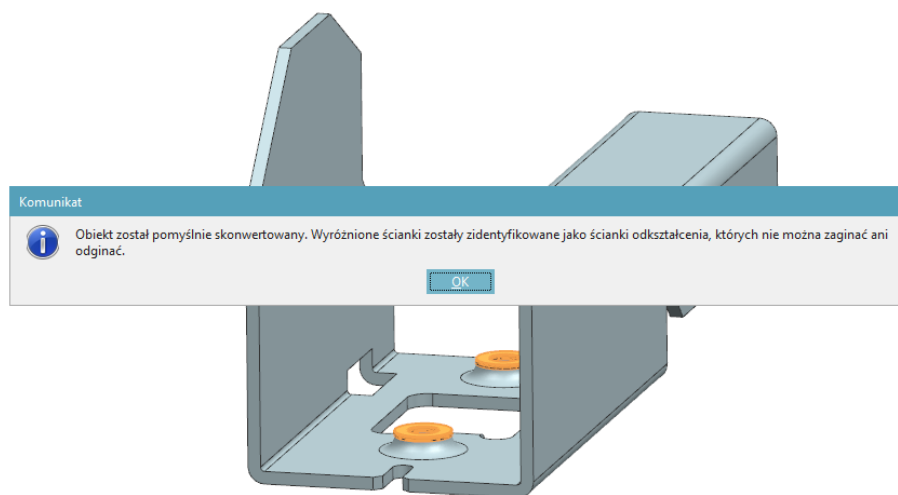 Komunikat
Obiekt został pomyślnie skonwertowany. Wyróżnione ścianki zostały zidentyfikowane jako ścianki odkształcenia, których nie można zaginać ani
odginać.
OK